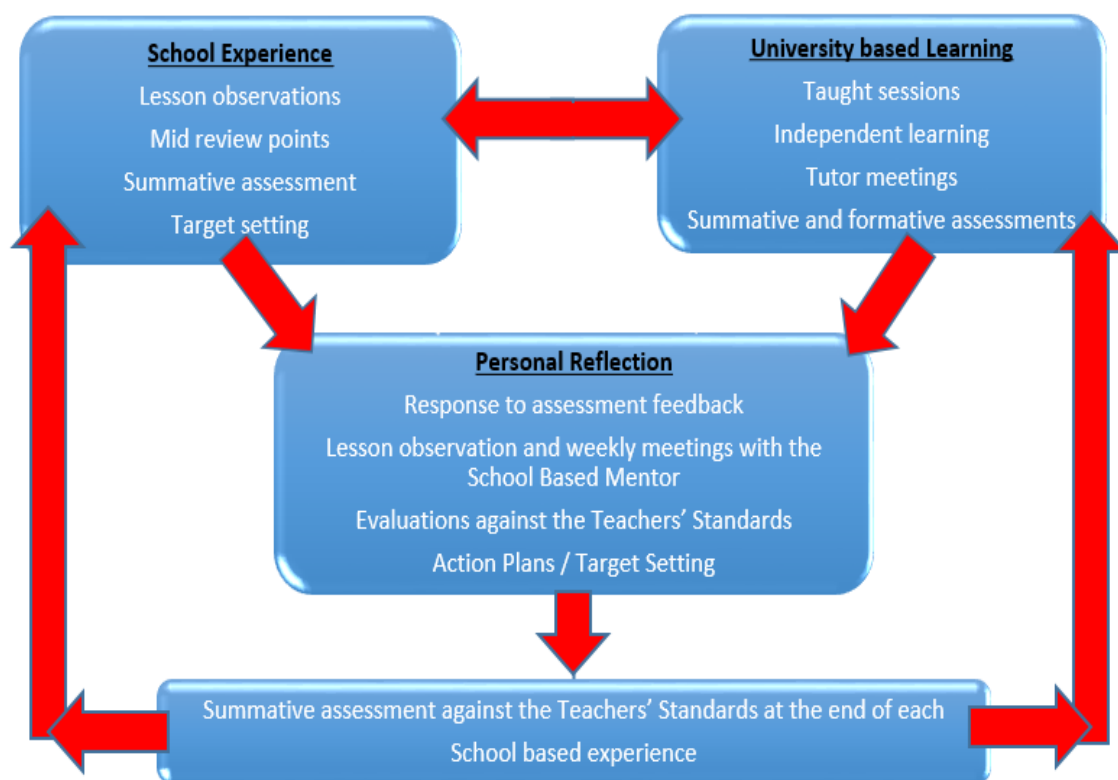 School Experience
Lesson observations
Mid review points
Summative assessment
Target setting
University based Learning
Taught sessions
Independent learning
Tutor meetings
Summative and formative assessments
Personal Reflection
Response to assessment feedback
Lesson observation and weekly meetings with the
School Based Mentor
Evaluations against the Teachers’ Standards
Action Plans / Target Setting
Summative assessment against the Teachers’ Standards at the end of each
School based experience